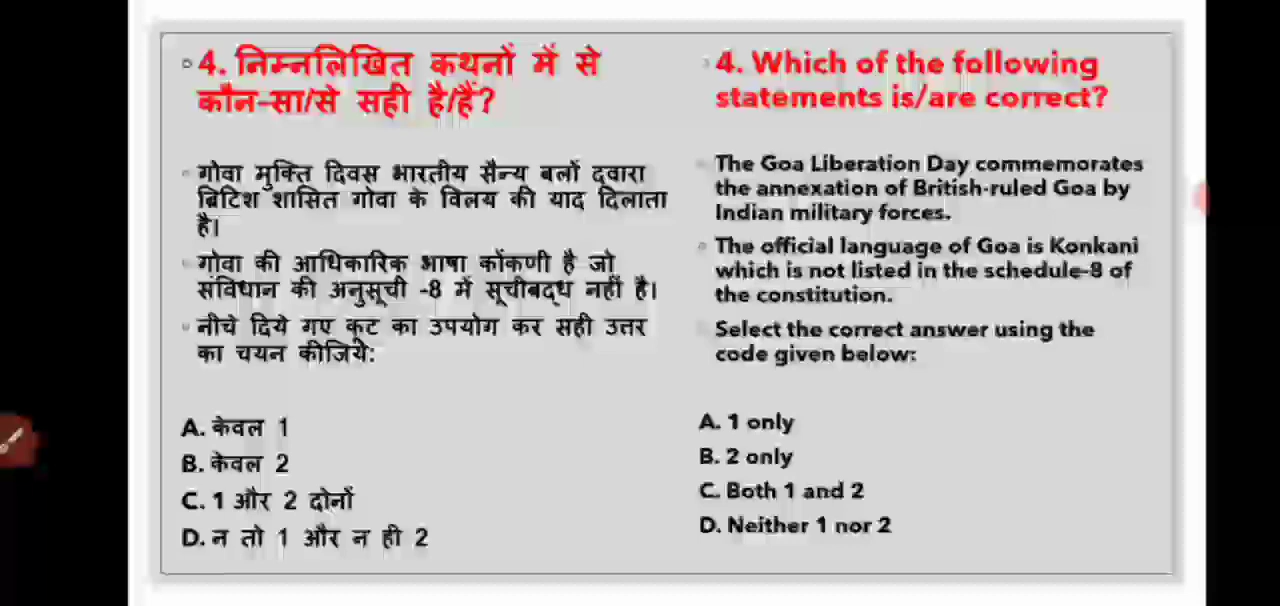 4. निम्नलिखित कथनों में से
कौन-सा/से सही है/हैं?
गोवा मुक्ति दिवस भारतीय सैन्य बलों द्वारा
ब्रिटिश शासित गोवा के विलय की याद दिलाता
है।
गोवा की आधिकारिक भाषा कोंकणी है जो
संविधान की अनुसूची -8 में सूचीबद्ध नहीं है।
नीचे दिये गए कूट का उपयोग कर सही उत्तर
का चयन कीजिये:
A. केवल 1
B. केवल 2
C. 1 और 2 दोनों
D. न तो 1 और न ही 2
4. Which of the following
statements is/are correct?
The Goa Liberation Day commemorates
the annexation of British-ruled Goa by
Indian military forces.
The official language of Goa is Konkani
which is not listed in the schedule-8 of
the constitution.
Select the correct answer using the
code given below:
A. 1 only
B. 2 only
C. Both 1 and 2
D. Neither 1 nor 2